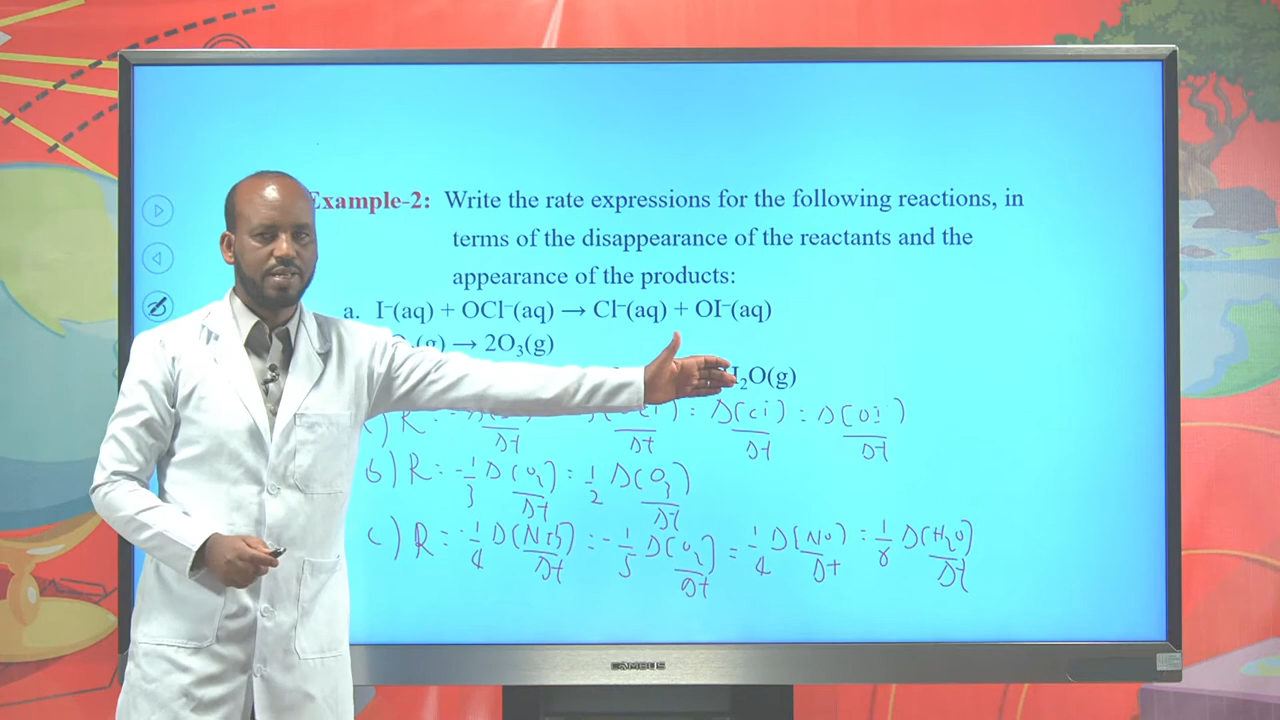 Example-2: Write the rate expressions for the following reactions, in
terms of the disappearance of the reactants and the
appearance of the products:
a. I⁻(aq) + OCl⁻(aq) → Cl⁻(aq) + OI⁻(aq)
(g) → 2O₃(g)
H₂O(g)
R = Δt Δt = Δ(Cl)/Δt = Δ(OI)/Δt
b) R = -1/3 Δ(O₂)/Δt = 1/2 Δ(O₃)/Δt
c) R = -1/4 Δ(NH₃)/Δt = -1/5 Δ(O₂)/Δt = 1/4 Δ(NO)/Δt = 1/6 Δ(H₂O)/Δt